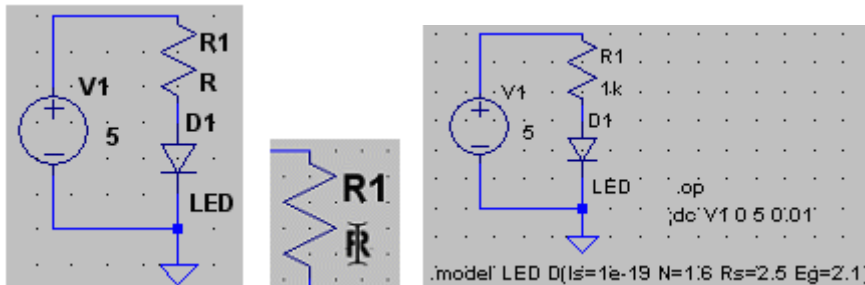 R1
R
V1
5
D1
LED
R1
R
R1
1k
V1
5
D1
LED
.op
;dc V1 0 5 0.01
.model LED D(Is=1e-19 N=1.6 Rs=2.5 Eg=2.1)